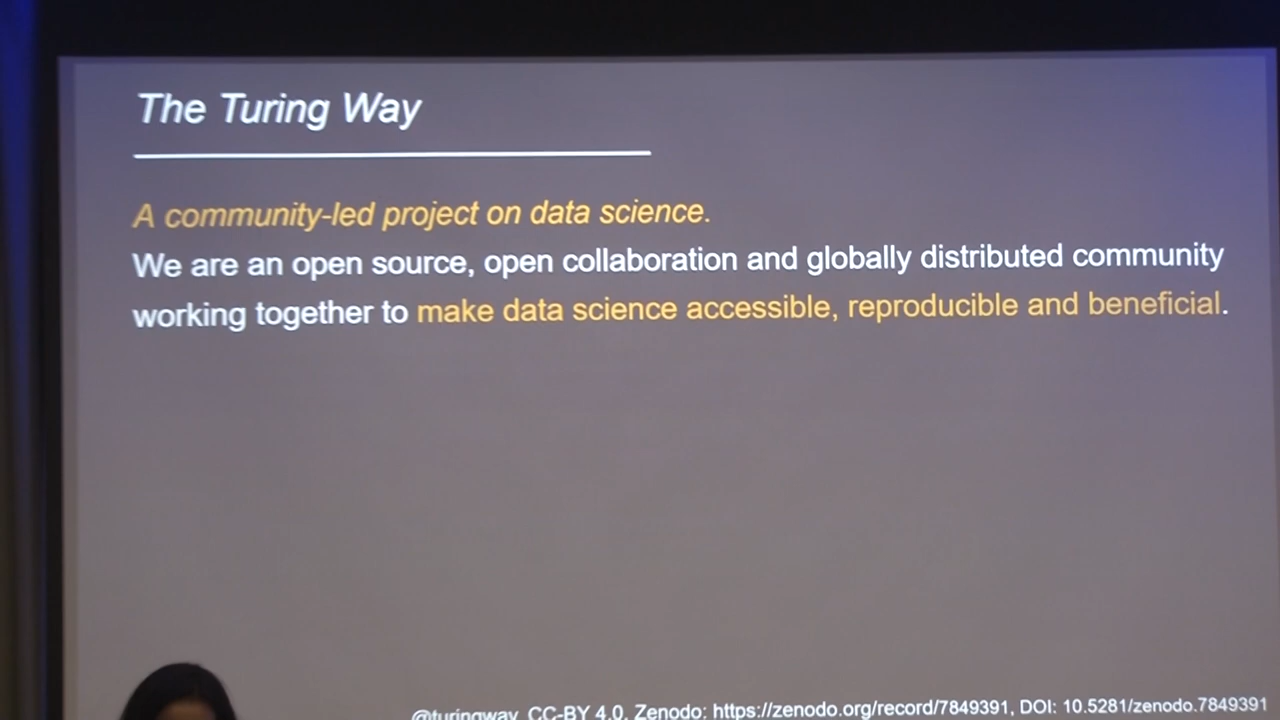 The Turing Way
A community-led project on data science.
We are an open source, open collaboration and globally distributed community
working together to make data science accessible, reproducible and beneficial.
@turingway, CC-BY 4.0, Zenodo: https://zenodo.org/record/7849391, DOI: 10.5281/zenodo.7849391